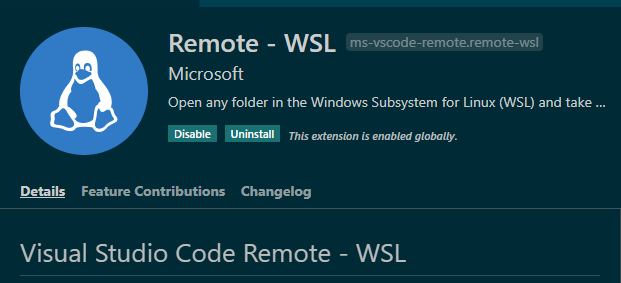 Remote - WSL ms-vscode-remote.remote-wsl
Microsoft
Open any folder in the Windows Subsystem for Linux (WSL) and take ...
Disable Uninstall This extension is enabled globally.
Details Feature Contributions Changelog
Visual Studio Code Remote - WSL